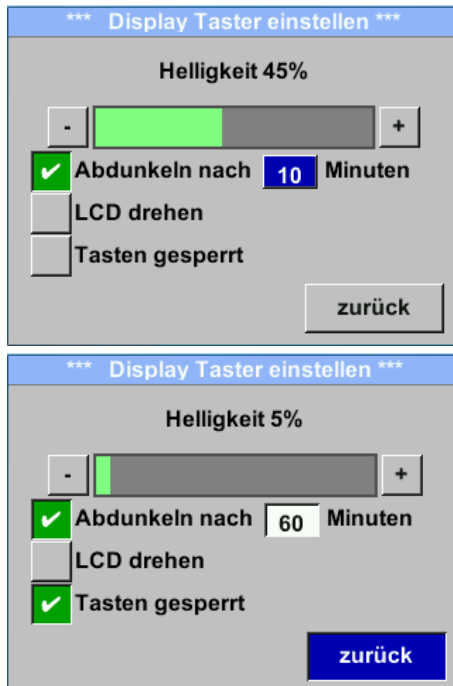 *** Display Taster einstellen ***
Helligkeit 45%
- +
Abdunkeln nach 10 Minuten
LCD drehen
Tasten gesperrt
zurück
*** Display Taster einstellen ***
Helligkeit 5%
- +
Abdunkeln nach 60 Minuten
LCD drehen
Tasten gesperrt
zurück